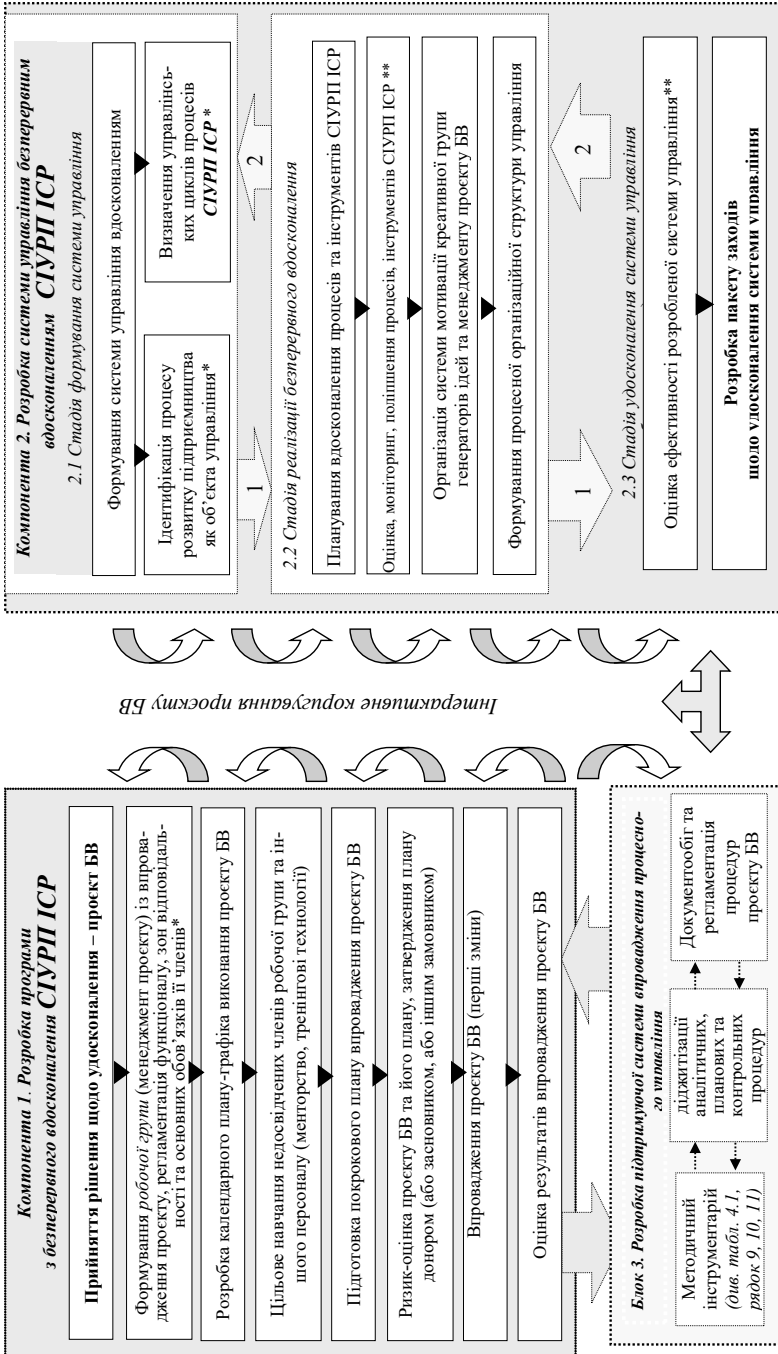 Компонента 1. Розробка програми
з безперервного вдосконалення СІУРП ІСР
Прийняття рішення щодо удосконалення – проєкт БВ
Формування робочої групи (менеджмент проєкту) із впрова-
дження проєкту, регламентація функціоналу, зон відповідаль-
ності та основних обов’язків її членів*
Розробка календарного плану-графіка виконання проєкту БВ
Цільове навчання недосвідчених членів робочої групи та ін-
шого персоналу (менторство, тренінгові технології)
Підготовка покрокового плану впровадження проєкту БВ
Ризик-оцінка проєкту БВ та його плану, затвердження плану
донором (або засновником, або іншим замовником)
Впровадження проєкту БВ (перші зміни)
Оцінка результатів впровадження проєкту БВ
Блок 3. Розробка підтримуючої системи впровадження процесно-
го управління
Методичний
інструментарій
(див. табл. 4.1,
рядок 9, 10, 11)
діджитізації
аналітичних,
планових та
контрольних
процедур
Документообіг та
регламентація
процедур
проєкту БВ
Інтерактивне коригування проєкту БВ
Компонента 2. Розробка системи управління безперервним
вдосконаленням СІУРП ІСР
2.1 Стадія формування системи управління
Формування системи управління вдосконаленням
Ідентифікація процесу
розвитку підприємництва
як об’єкта управління*
Визначення управлінсь-
ких циклів процесів
СІУРП ІСР *
1
2
2.2 Стадія реалізації безперервного вдосконалення
Планування вдосконалення процесів та інструментів СІУРП ІСР
Оцінка, моніторинг, поліпшення процесів, інструментів СІУРП ІСР **
Організація системи мотивації креативної групи
генераторів ідей та менеджменту проєкту БВ
Формування процесної організаційної структури управління
1
2
2.3 Стадія удосконалення системи управління
Оцінка ефективності розробленої системи управління**
Розробка пакету заходів
щодо удосконалення системи управління